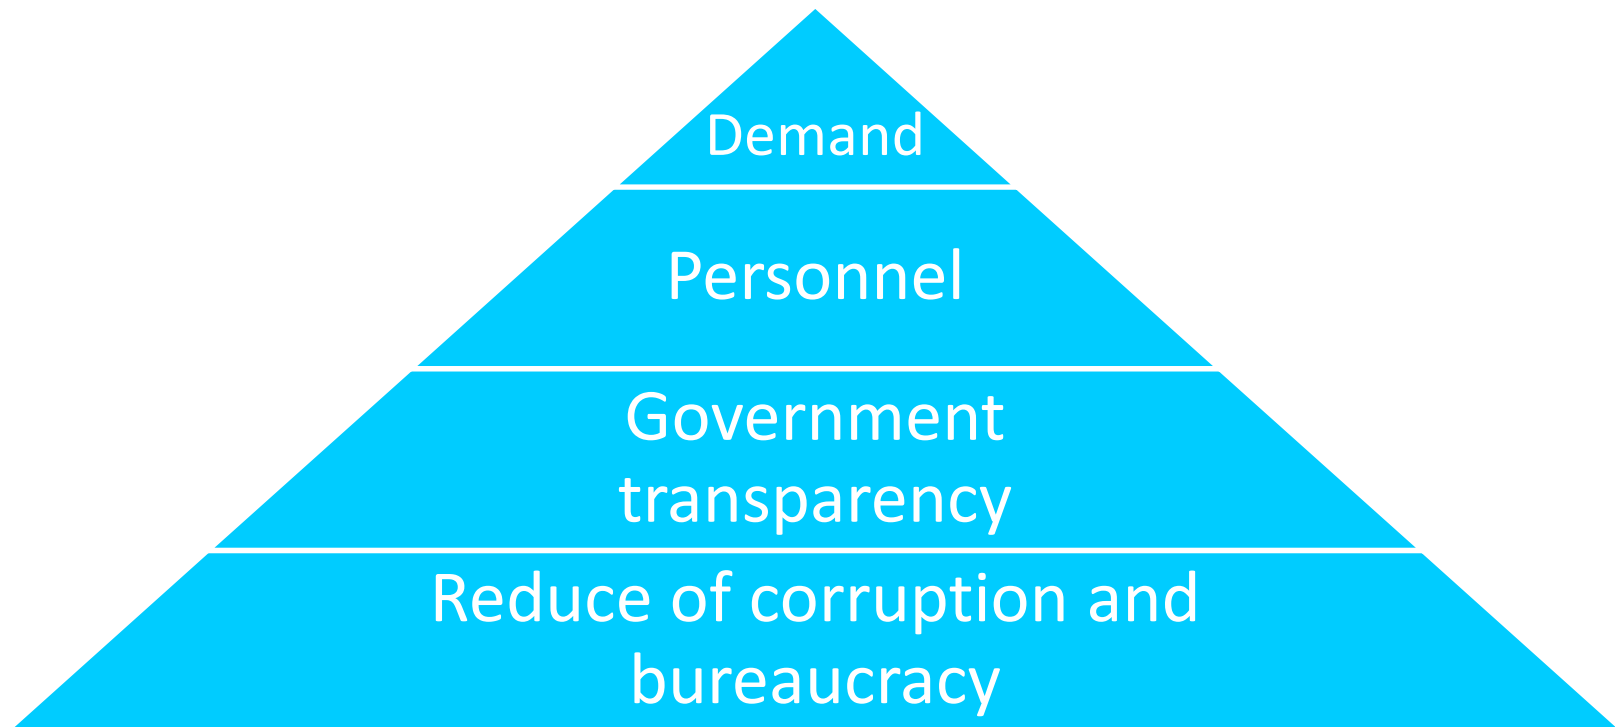 Demand
Personnel
Government
transparency
Reduce of corruption and
bureaucracy